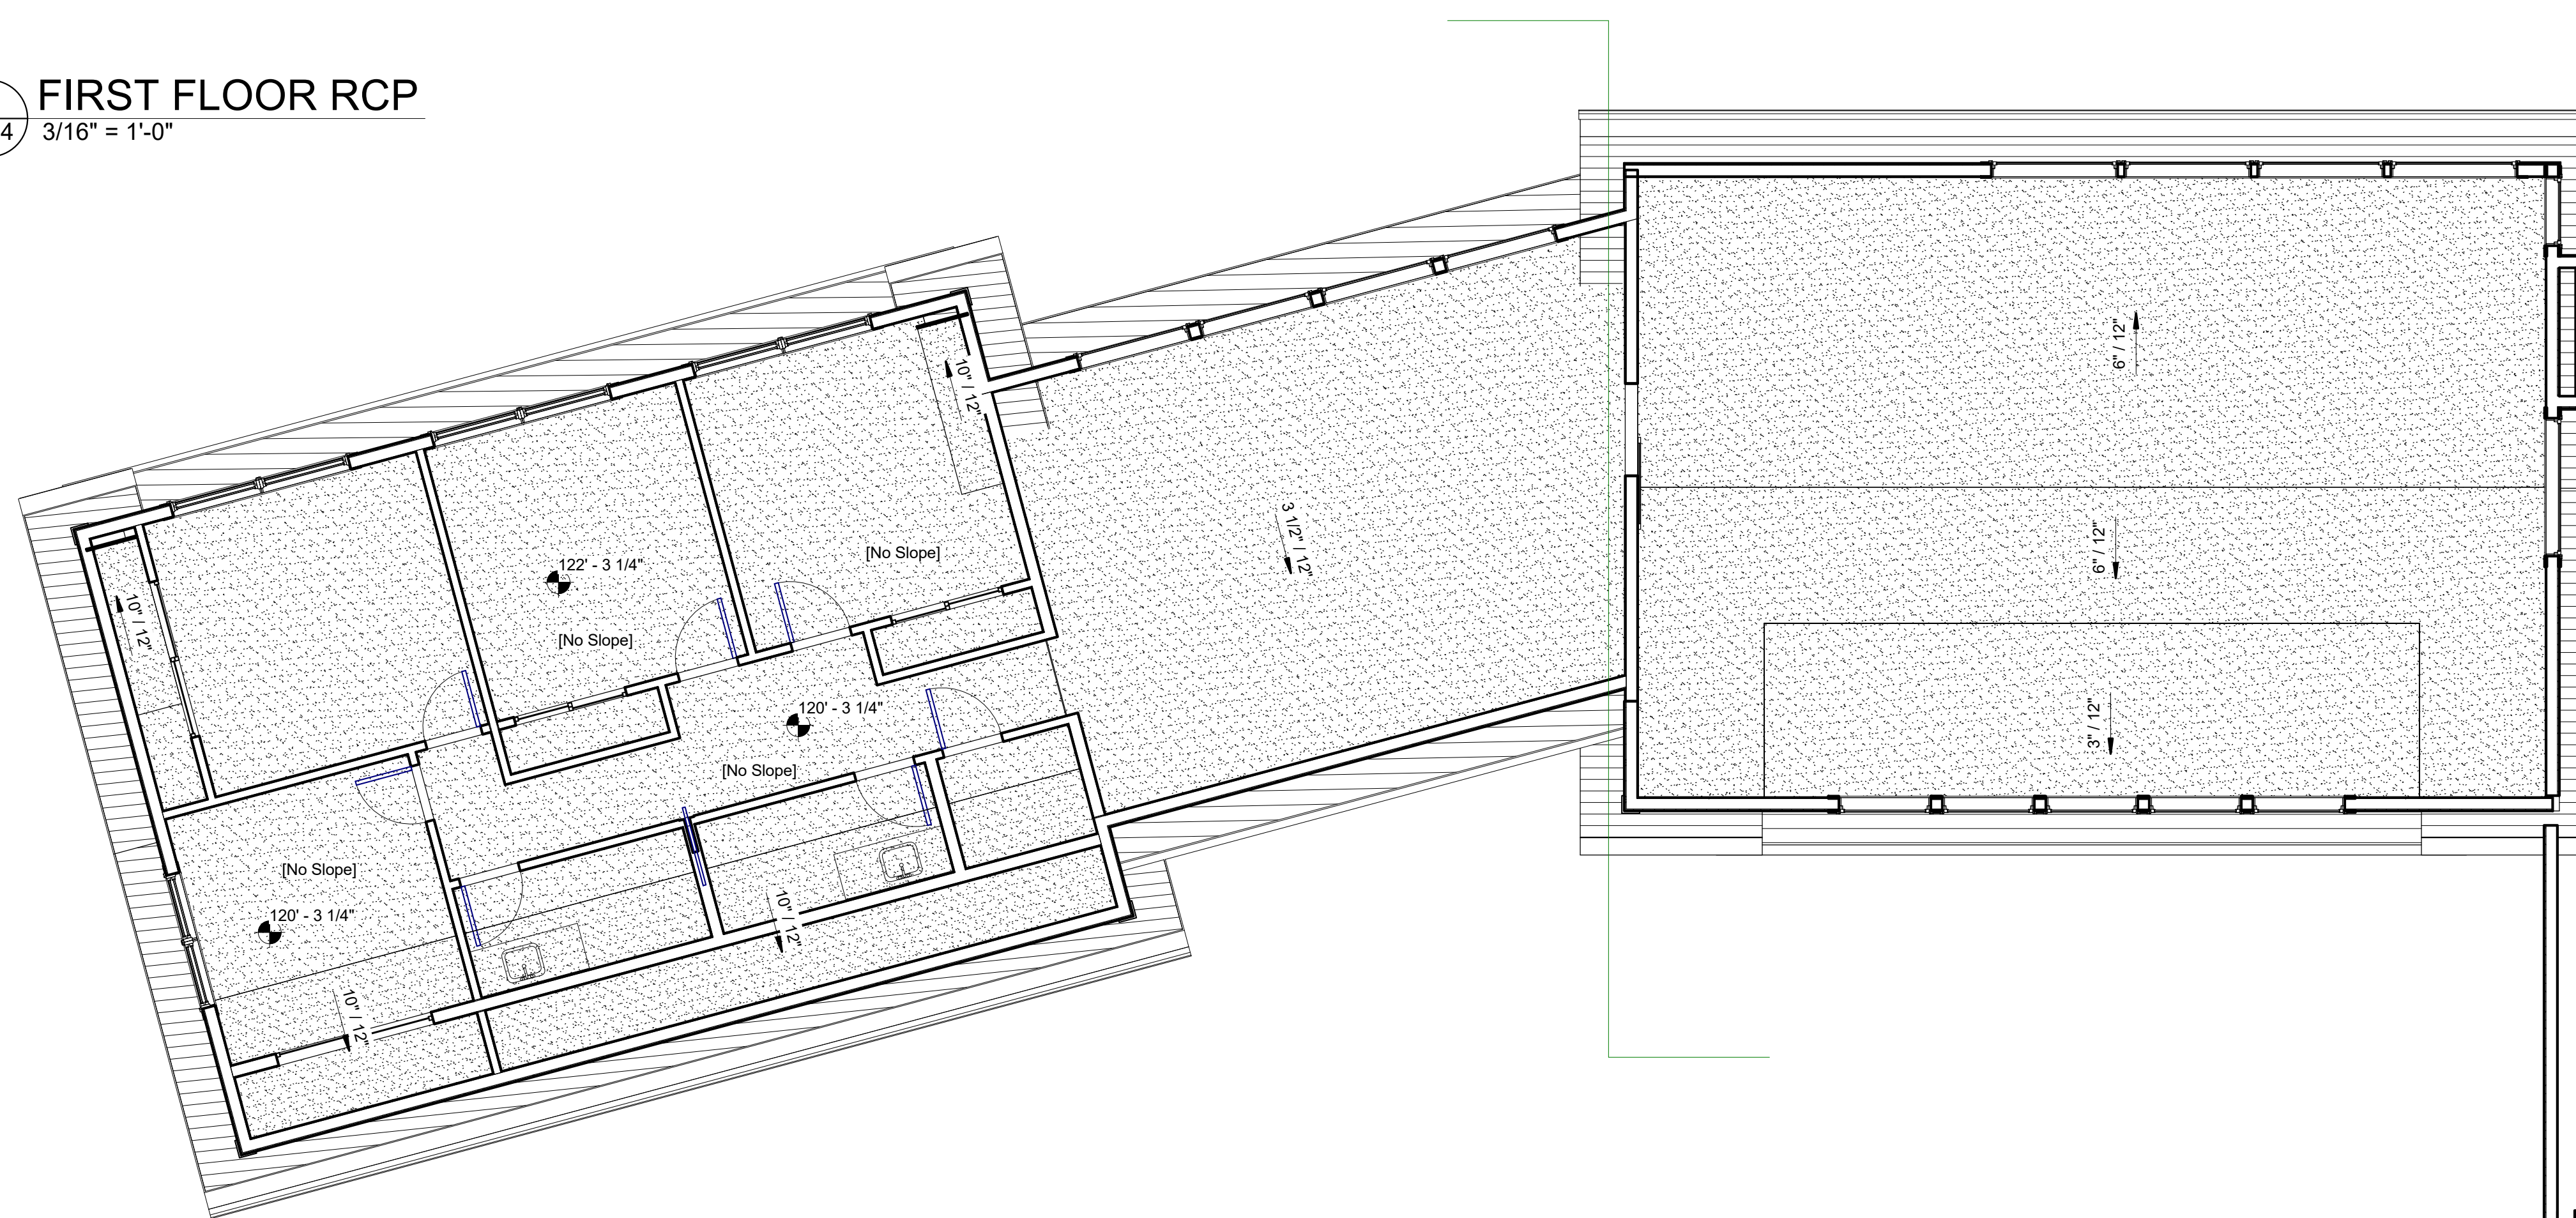 FIRST FLOOR RCP
4
3/16" = 1'-0"
6" / 12"
10" / 12"
3 1/2" / 12"
6" / 12"
[No Slope]
122' - 3 1/4"
10" / 12"
[No Slope]
120' - 3 1/4"
3" / 12"
[No Slope]
[No Slope]
120' - 3 1/4"
10" / 12"
10" / 12"